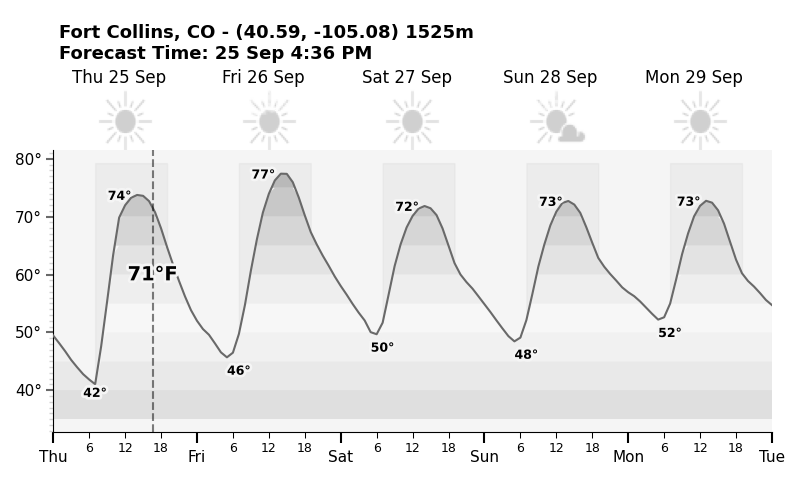 Fort Collins, CO - (40.59, -105.08) 1525m
Forecast Time: 25 Sep 4:36 PM
Thu 25 Sep Fri 26 Sep Sat 27 Sep Sun 28 Sep Mon 29 Sep
80°
77°
74° 72° 73° 73°
70°
71°F
60°
50°
50° 48° 52°
46°
42°
40°
6 12 18 6 12 18 6 12 18 6 12 18 6 12 18
Thu Fri Sat Sun Mon Tue